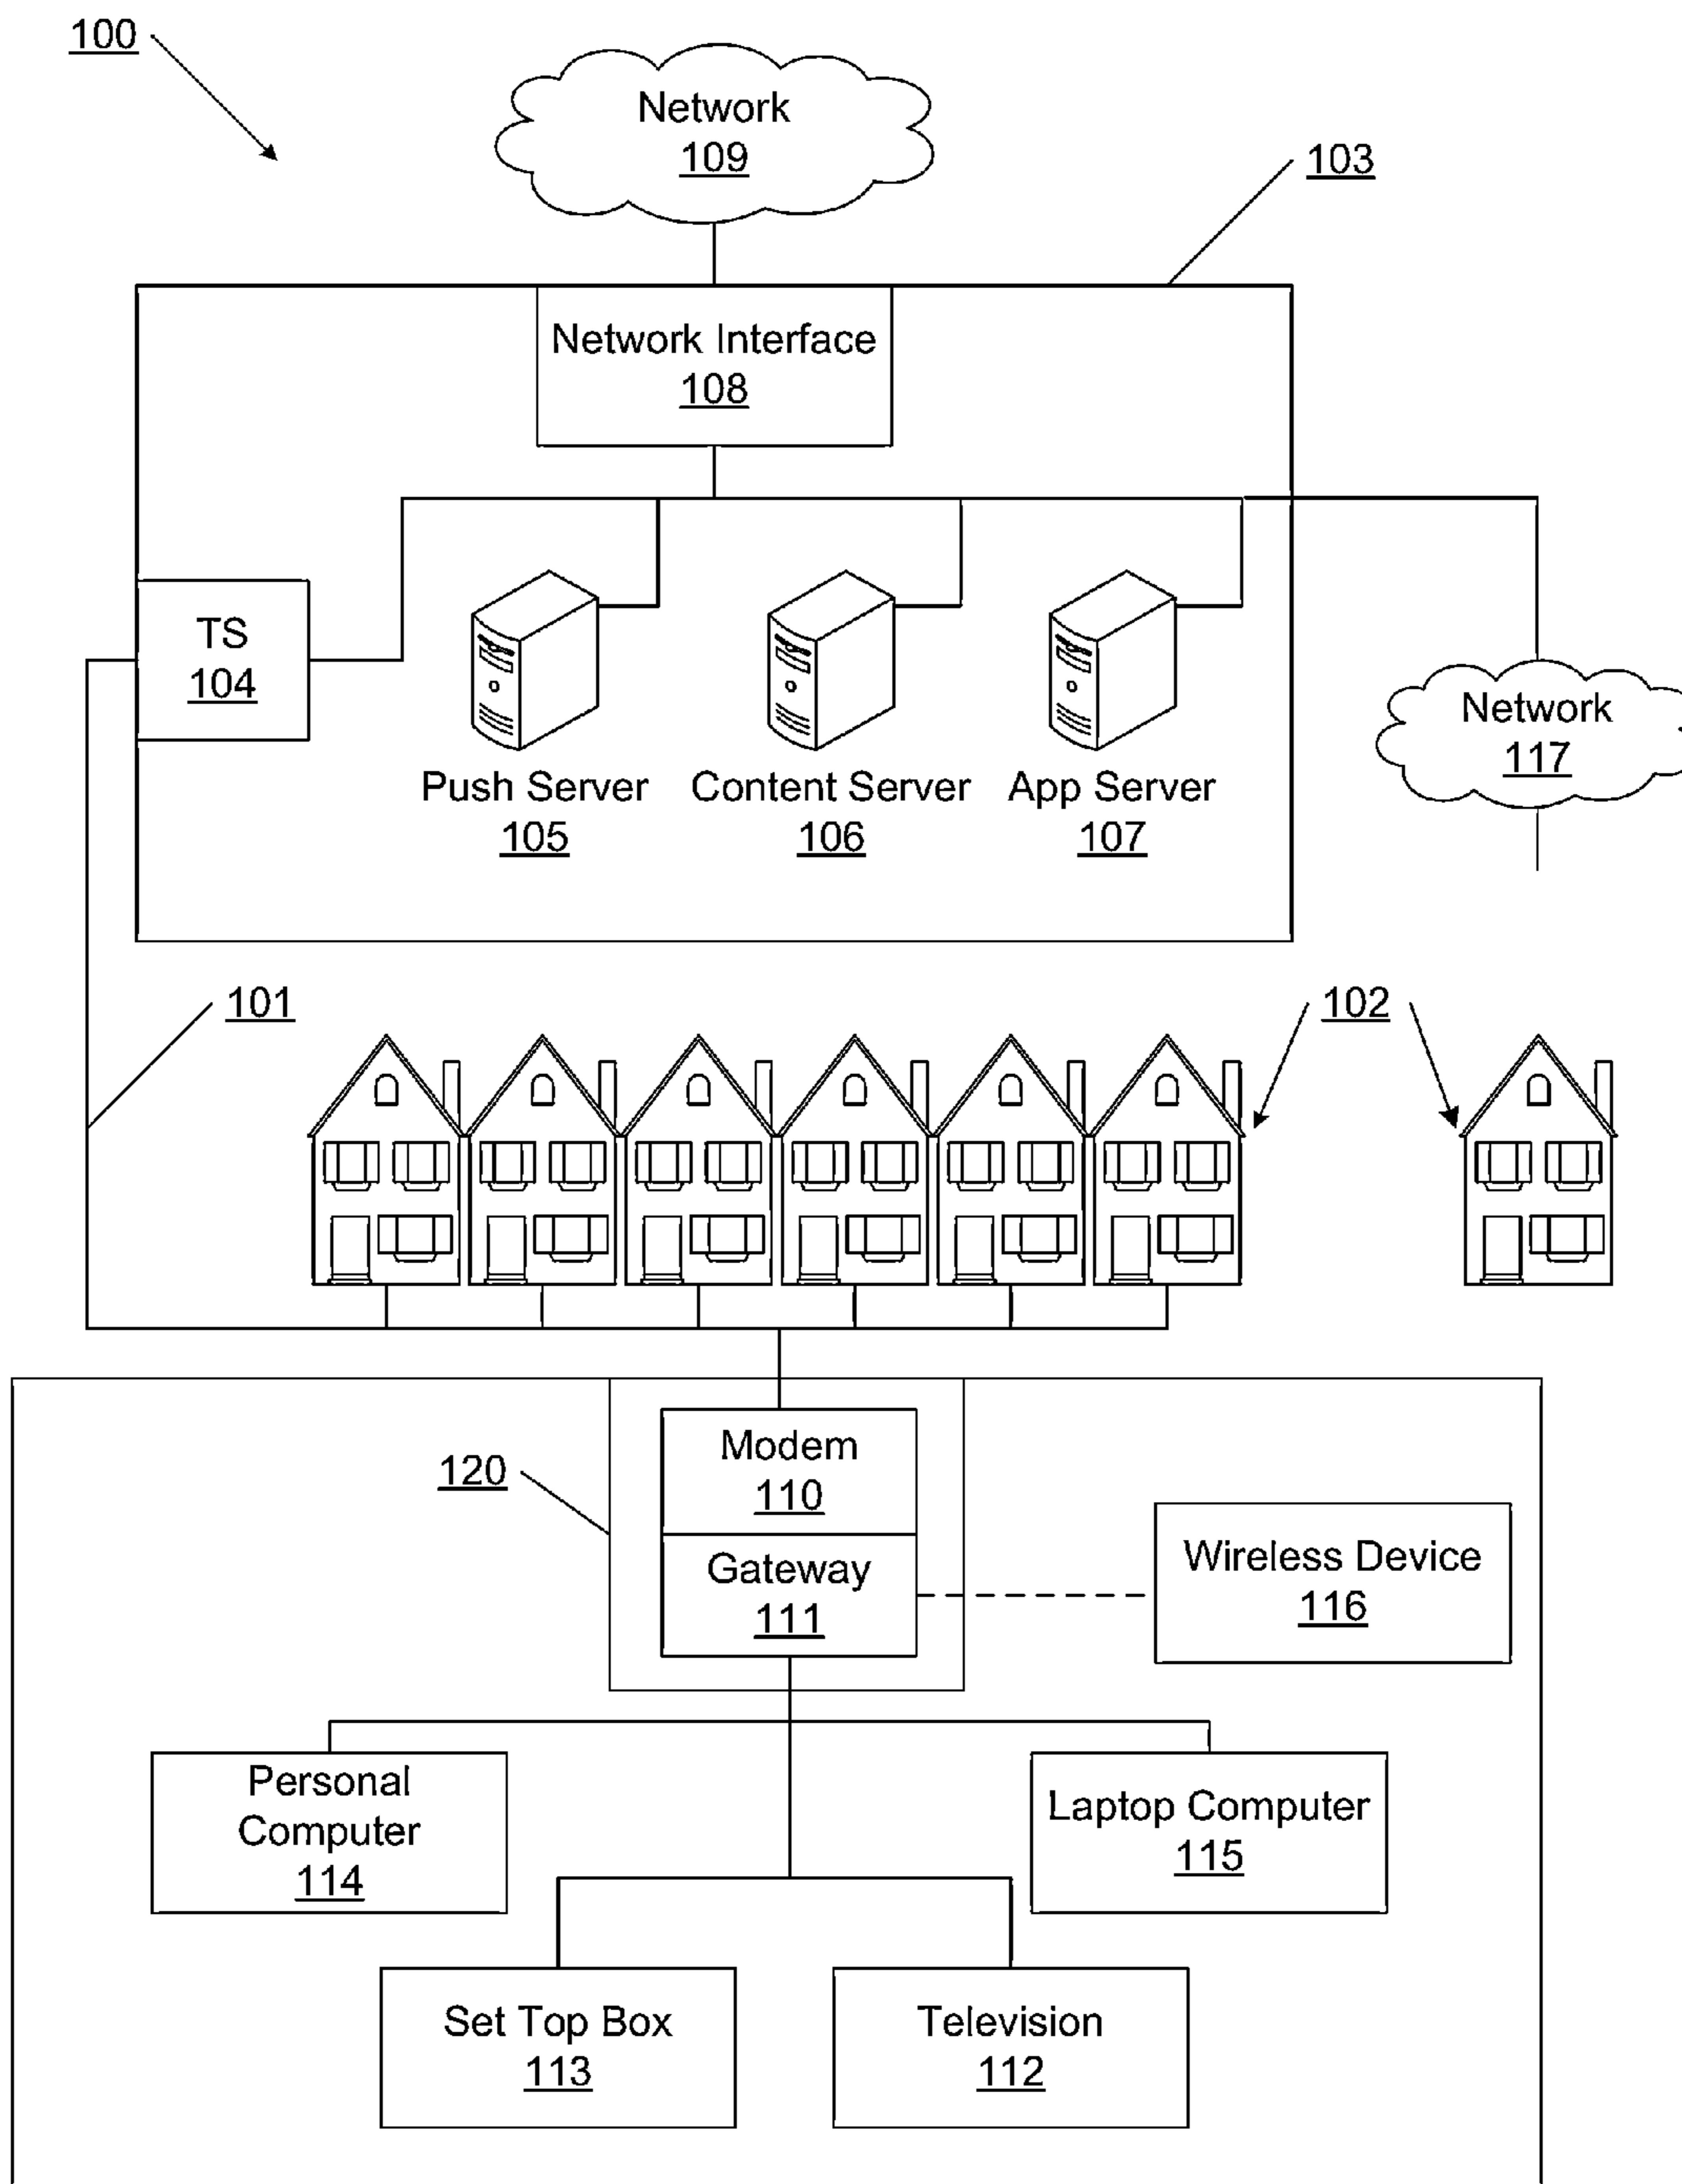 100
Network
109
103
Network Interface
108
TS
104
Push Server
105
Content Server
106
App Server
107
Network
117
101
102
120
Modem
110
Gateway
111
Wireless Device
116
Personal
Computer
114
Laptop Computer
115
Set Top Box
113
Television
112